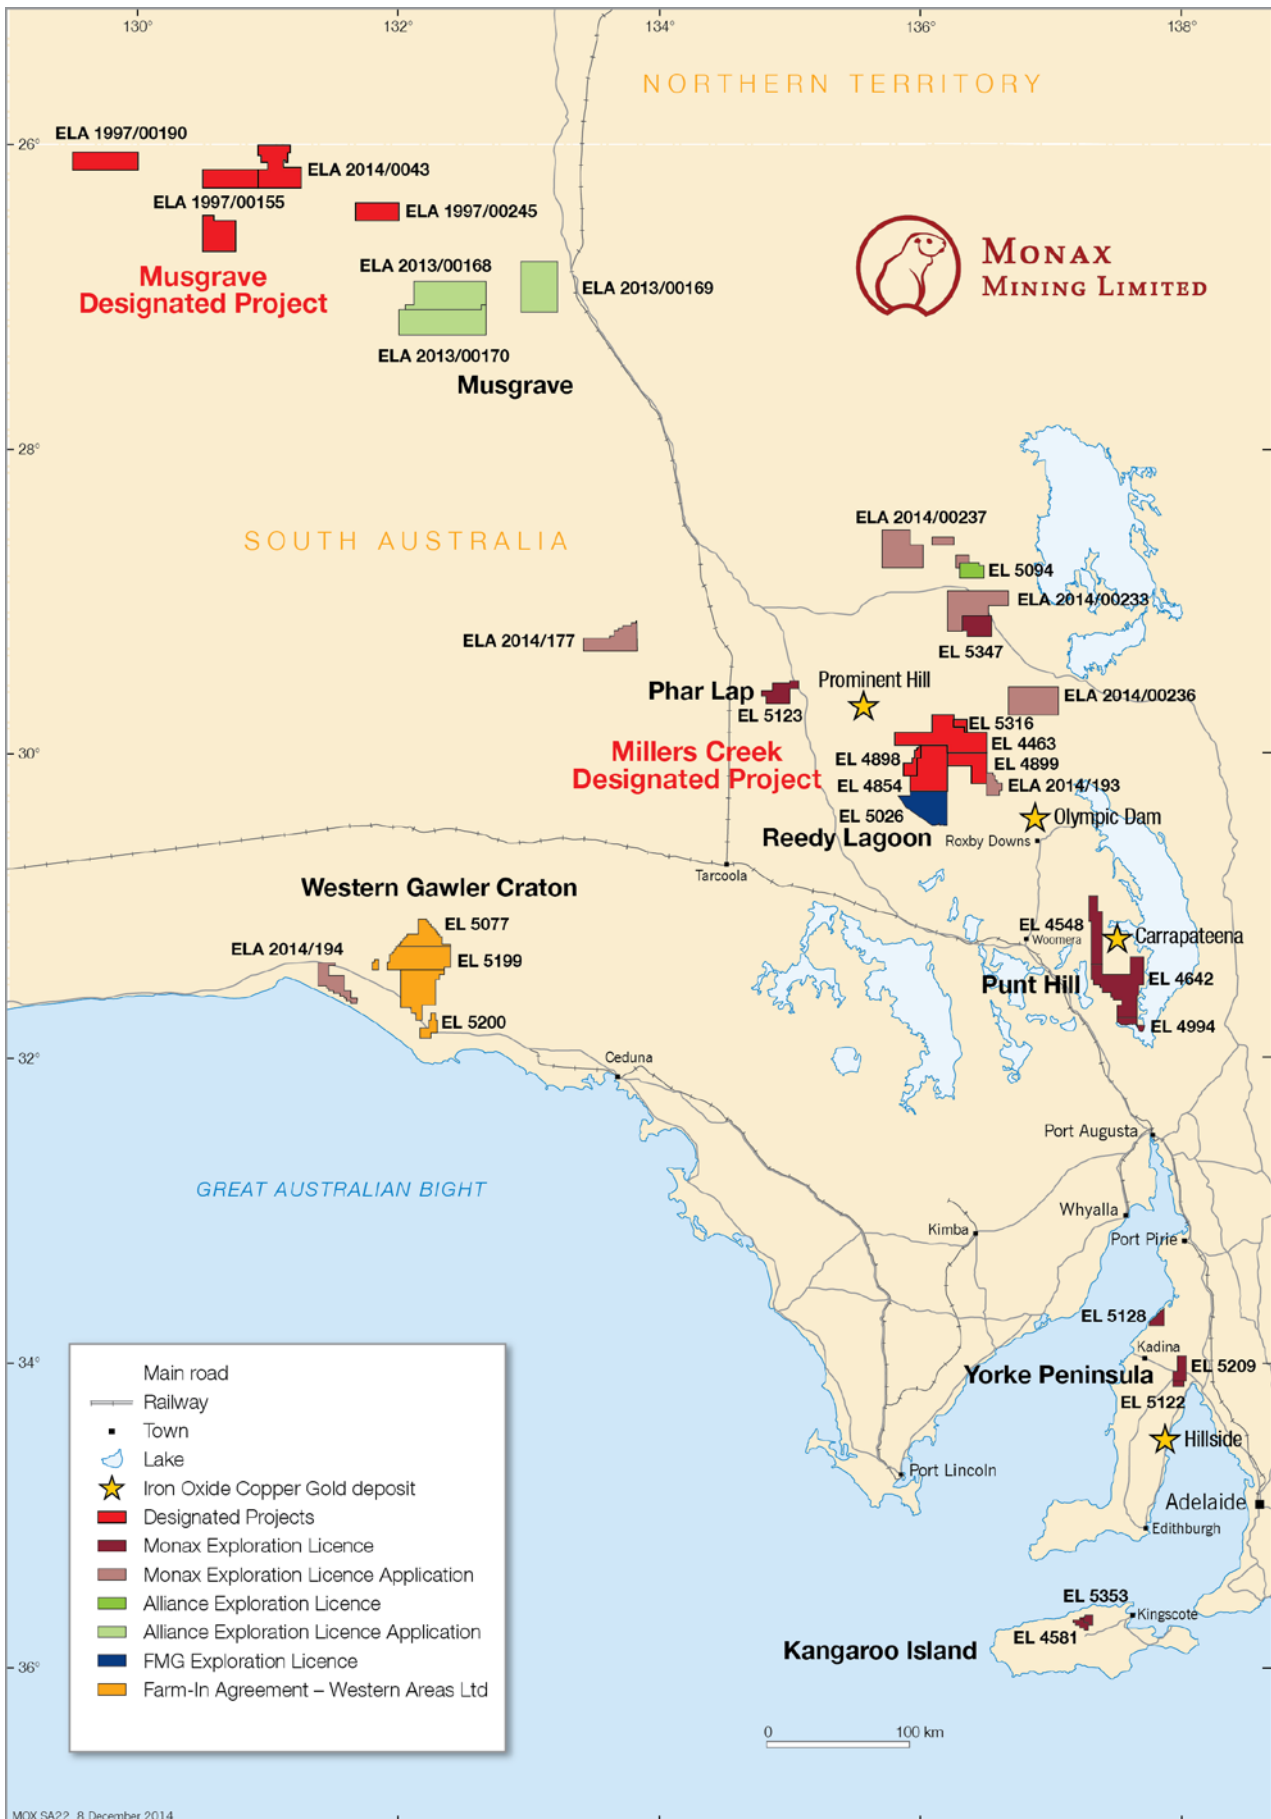 130°
132°
134°
136°
138°
NORTHERN TERRITORY
ELA 1997/00190
26°
ELA 2014/0043
ELA 1997/00155
ELA 1997/00245
MONAX
MINING LIMITED
Musgrave
Designated Project
ELA 2013/00168
ELA 2013/00169
ELA 2013/00170
Musgrave
28°
SOUTH AUSTRALIA
ELA 2014/00237
EL 5094
ELA 2014/00233
ELA 2014/177
EL 5347
Phar Lap
Prominent Hill
ELA 2014/00236
EL 5123
EL 5316
30°
Millers Creek
Designated Project
EL 4463
EL 4898
EL 4899
EL 4854
ELA 2014/193
EL 5026
Olympic Dam
Reedy Lagoon
Roxby Downs
Tarcoola
Western Gawler Craton
EL 5077
EL 4548
Woomera
Carrapateena
ELA 2014/194
EL 5199
Punt Hill
EL 4642
EL 5200
EL 4994
32°
Ceduna
Port Augusta
GREAT AUSTRALIAN BIGHT
Whyalla
Kimba
Port Pirie
EL 5128
Kadina
34°
Yorke Peninsula
EL 5209
EL 5122
Hillside
Port Lincoln
Adelaide
Edithburgh
EL 5353
Kingscote
EL 4581
Kangaroo Island
36°
Main road
Railway
Town
Lake
Iron Oxide Copper Gold deposit
Designated Projects
Monax Exploration Licence
Monax Exploration Licence Application
Alliance Exploration Licence
Alliance Exploration Licence Application
FMG Exploration Licence
Farm-In Agreement – Western Areas Ltd
0
100 km
MOX SA22 8 December 2014